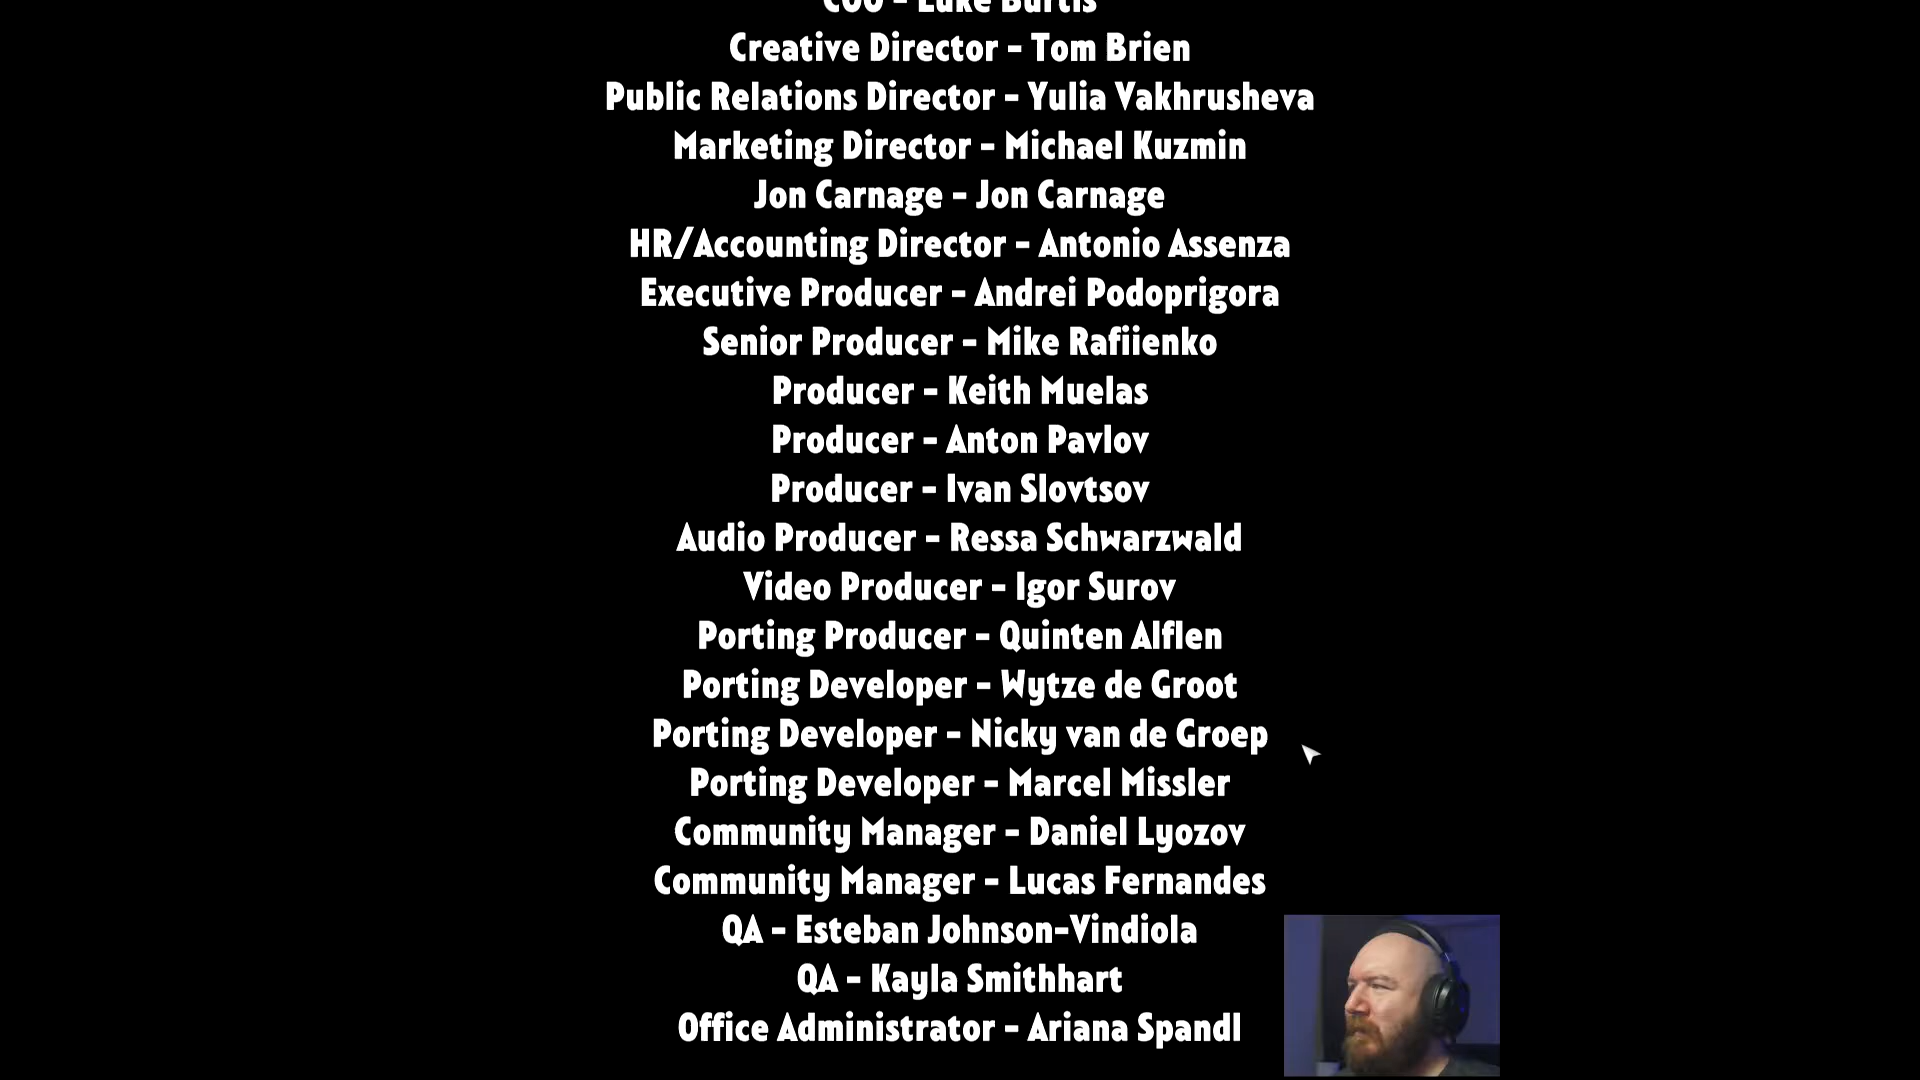 COO - Luke Burtis
Creative Director - Tom Brien
Public Relations Director - Yulia Vakhrusheva
Marketing Director - Michael Kuzmin
Jon Carnage - Jon Carnage
HR/Accounting Director - Antonio Assenza
Executive Producer - Andrei Podoprigora
Senior Producer - Mike Rafiienko
Producer - Keith Muelas
Producer - Anton Pavlov
Producer - Ivan Slovtsov
Audio Producer - Ressa Schwarzwald
Video Producer - Igor Surov
Porting Producer - Quinten Alflen
Porting Developer - Wytze de Groot
Porting Developer - Nicky van de Groep
Porting Developer - Marcel Missler
Community Manager - Daniel Lyozov
Community Manager - Lucas Fernandes
QA - Esteban Johnson-Vindiola
QA - Kayla Smithhart
Office Administrator - Ariana Spandl